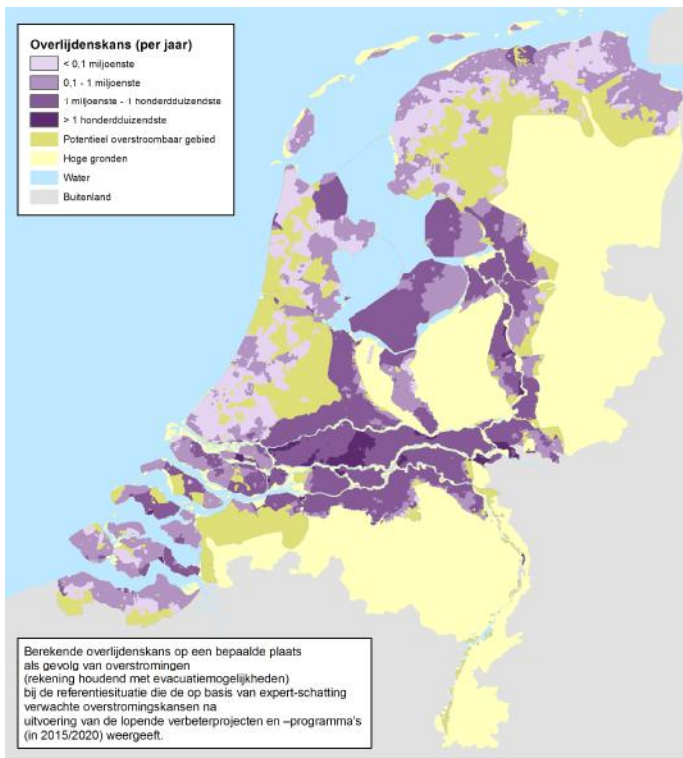 Overlijdenskans (per jaar)
< 0,1 miljoenste
0,1 - 1 miljoenste
1 miljoenste - 1 honderdduizendste
> 1 honderdduizendste
Potentieel overstroombaar gebied
Hoge gronden
Water
Buitenland
Berekende overlijdenskans op een bepaalde plaats
als gevolg van overstromingen
(rekening houdend met evacuatiemogelijkheden)
bij de referentiesituatie die de op basis van expert-schatting
verwachte overstromingskansen na
uitvoering van de lopende verbeterprojecten en –programma's
(in 2015/2020) weergeeft.